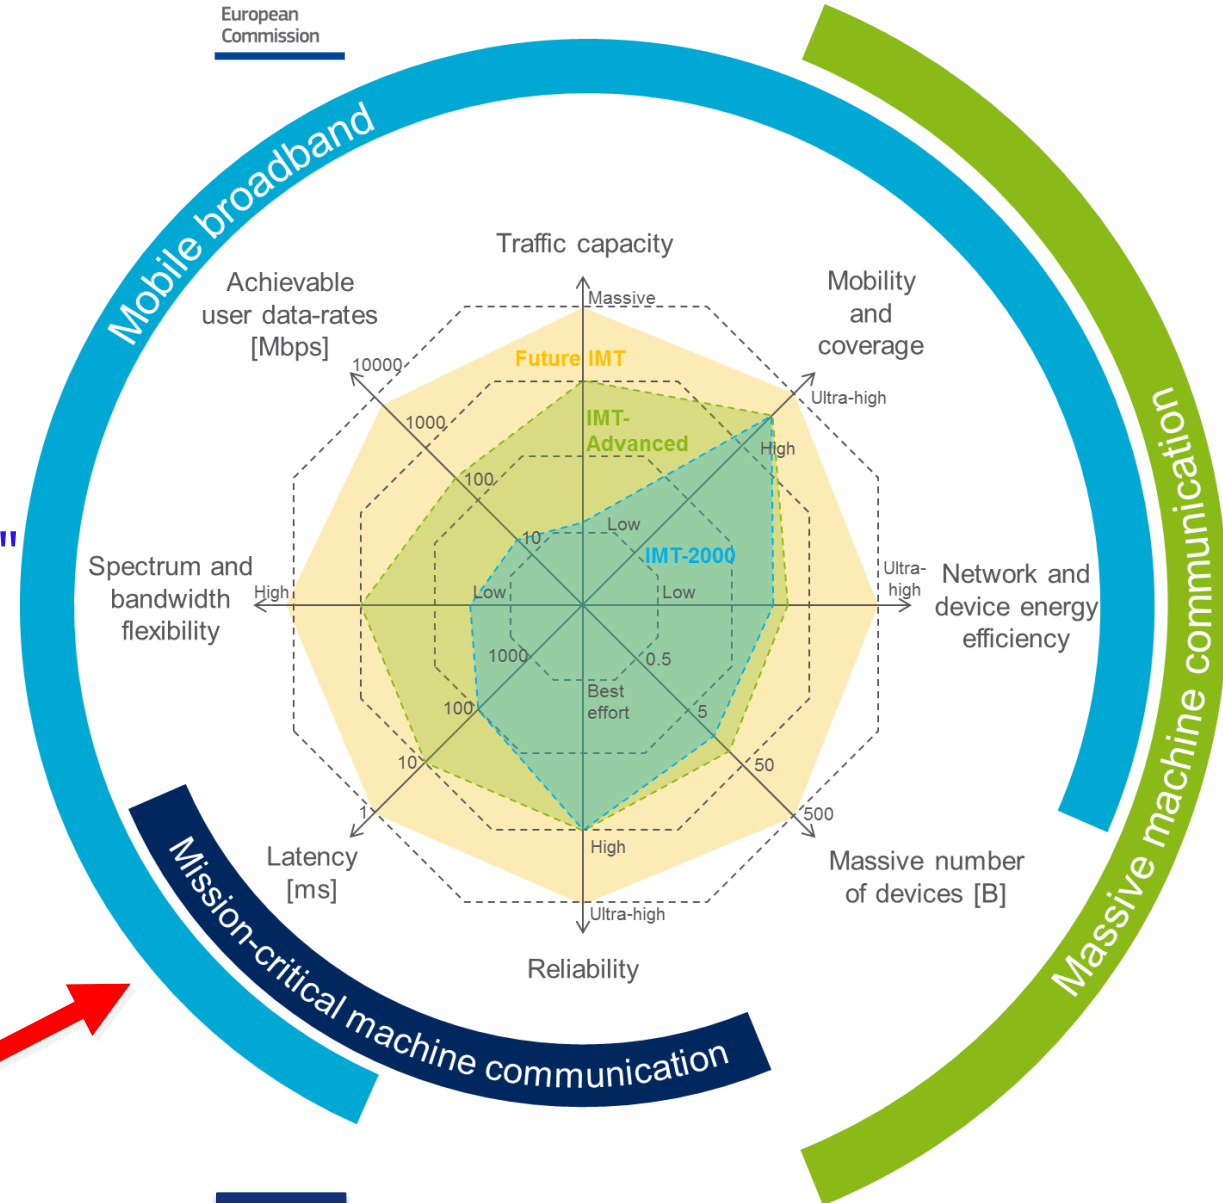 European
Commission
Mobile broadband
Massive machine communication
Mission-critical machine communication
Traffic capacity
Massive
Mobility
and
coverage
Ultra-high
High
Achievable
user data-rates
[Mbps]
10000
1000
100
10
Future IMT
IMT-
Advanced
IMT-2000
Low
"
Spectrum and
bandwidth
flexibility
High
Low
Low
Ultra-
high
Network and
device energy
efficiency
1000
100
10
1
Latency
[ms]
0.5
5
50
500
Massive number
of devices [B]
Best
effort
High
Ultra-high
Reliability